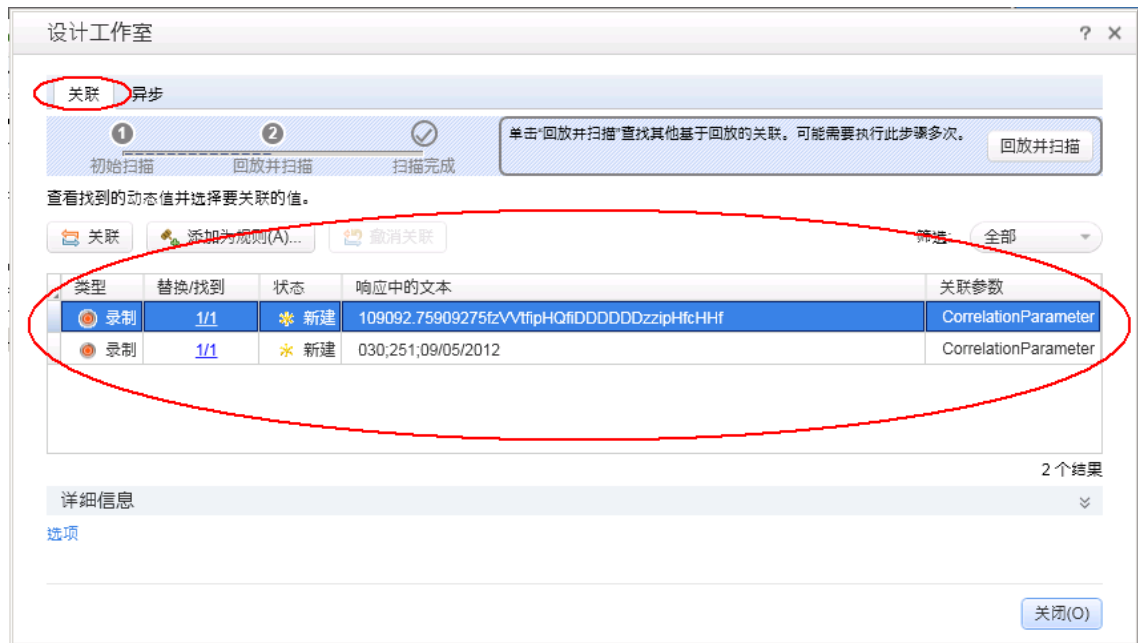 设计工作室
? ×
关联 异步
1 2
初始扫描 回放并扫描 扫描完成
单击“回放并扫描”查找其他基于回放的关联。可能需要执行此步骤多次。
回放并扫描
查看找到的动态值并选择要关联的值。
关联 添加为规则(A)... 撤消关联 筛选: 全部
类型 替换/找到 状态 响应中的文本 关联参数
录制 1/1 新建 109092.75909275fzVVtfipHQfiDDDDDDzzipHfcHHf CorrelationParameter
录制 1/1 新建 030;251;09/05/2012 CorrelationParameter
2 个结果
详细信息
选项
关闭(O)